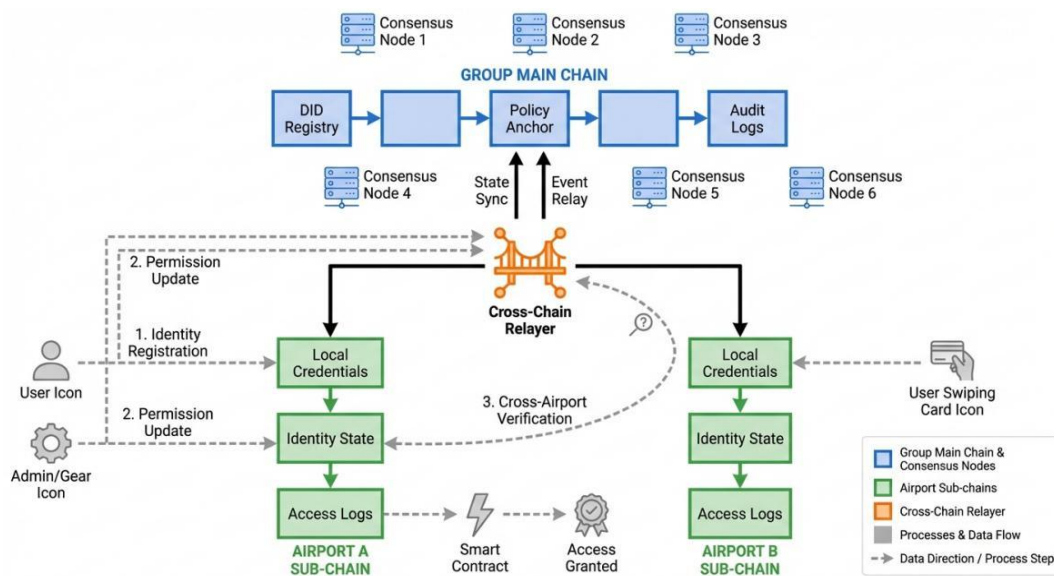 Consensus
Node 1
Consensus
Node 2
Consensus
Node 3
GROUP MAIN CHAIN
DID
Registry
Policy
Anchor
Audit
Logs
Consensus
Node 4
State
Sync
Event
Relay
Consensus
Node 5
Consensus
Node 6
2. Permission
Update
Cross-Chain
Relayer
1. Identity
Registration
User Icon
Local
Credentials
?
Local
Credentials
User Swiping
Card Icon
2. Permission
Update
Admin/Gear
Icon
Identity State
3. Cross-Airport
Verification
Identity State
Access Logs
Smart
Contract
Access
Granted
Access Logs
AIRPORT A
SUB-CHAIN
AIRPORT B
SUB-CHAIN
Group Main Chain &
Consensus Nodes
Airport Sub-chains
Cross-Chain Relayer
Processes & Data Flow
Data Direction / Process Step